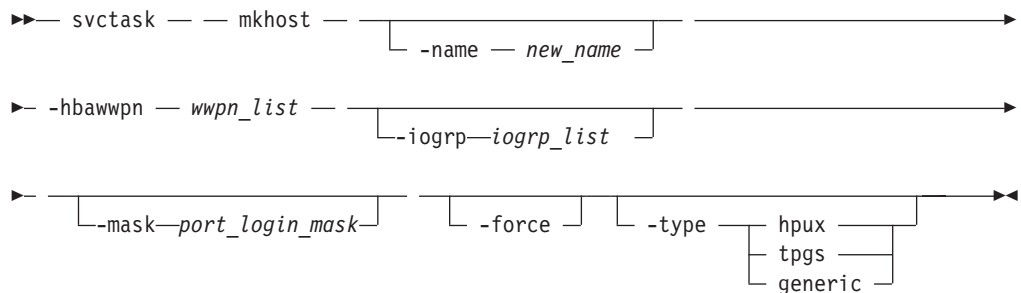 svctask mkhost
-name new_name
-hbawwpn wwpn_list
-iogrp iogrp_list
-mask port_login_mask
-force
-type hpux
tpgs
generic